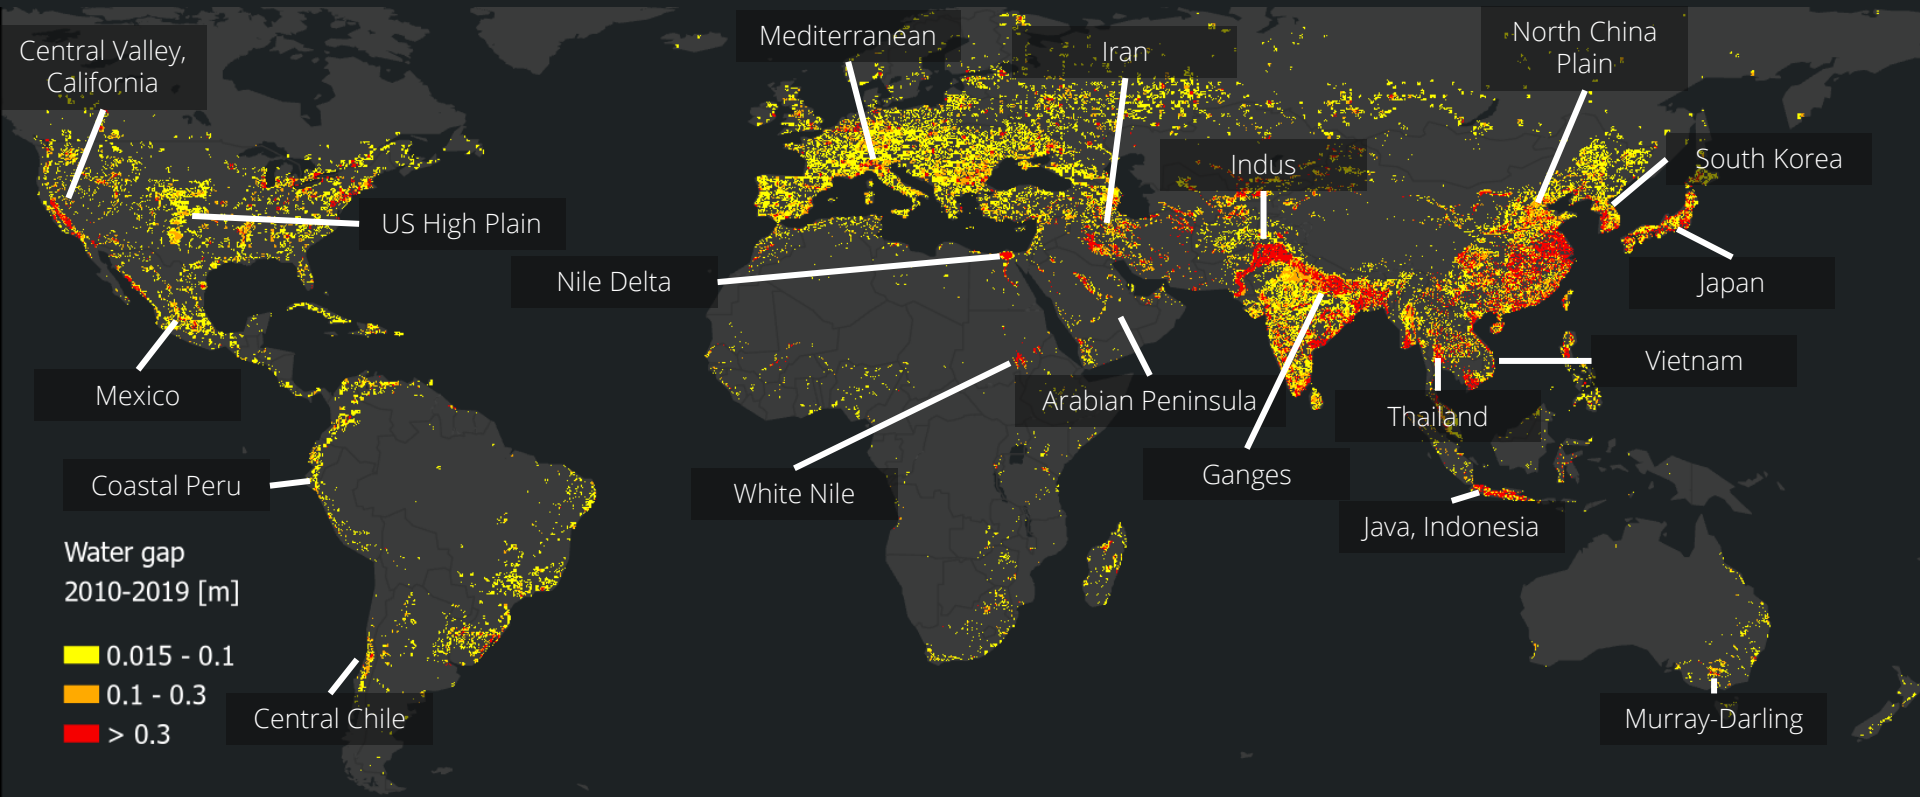 Central Valley,
California
Mediterranean
Iran
North China
Plain
Indus
South Korea
US High Plain
Nile Delta
Japan
Mexico
Vietnam
Arabian Peninsula
Thailand
Coastal Peru
White Nile
Ganges
Java, Indonesia
Water gap
2010-2019 [m]
0.015 - 0.1
0.1 - 0.3
> 0.3
Central Chile
Murray-Darling